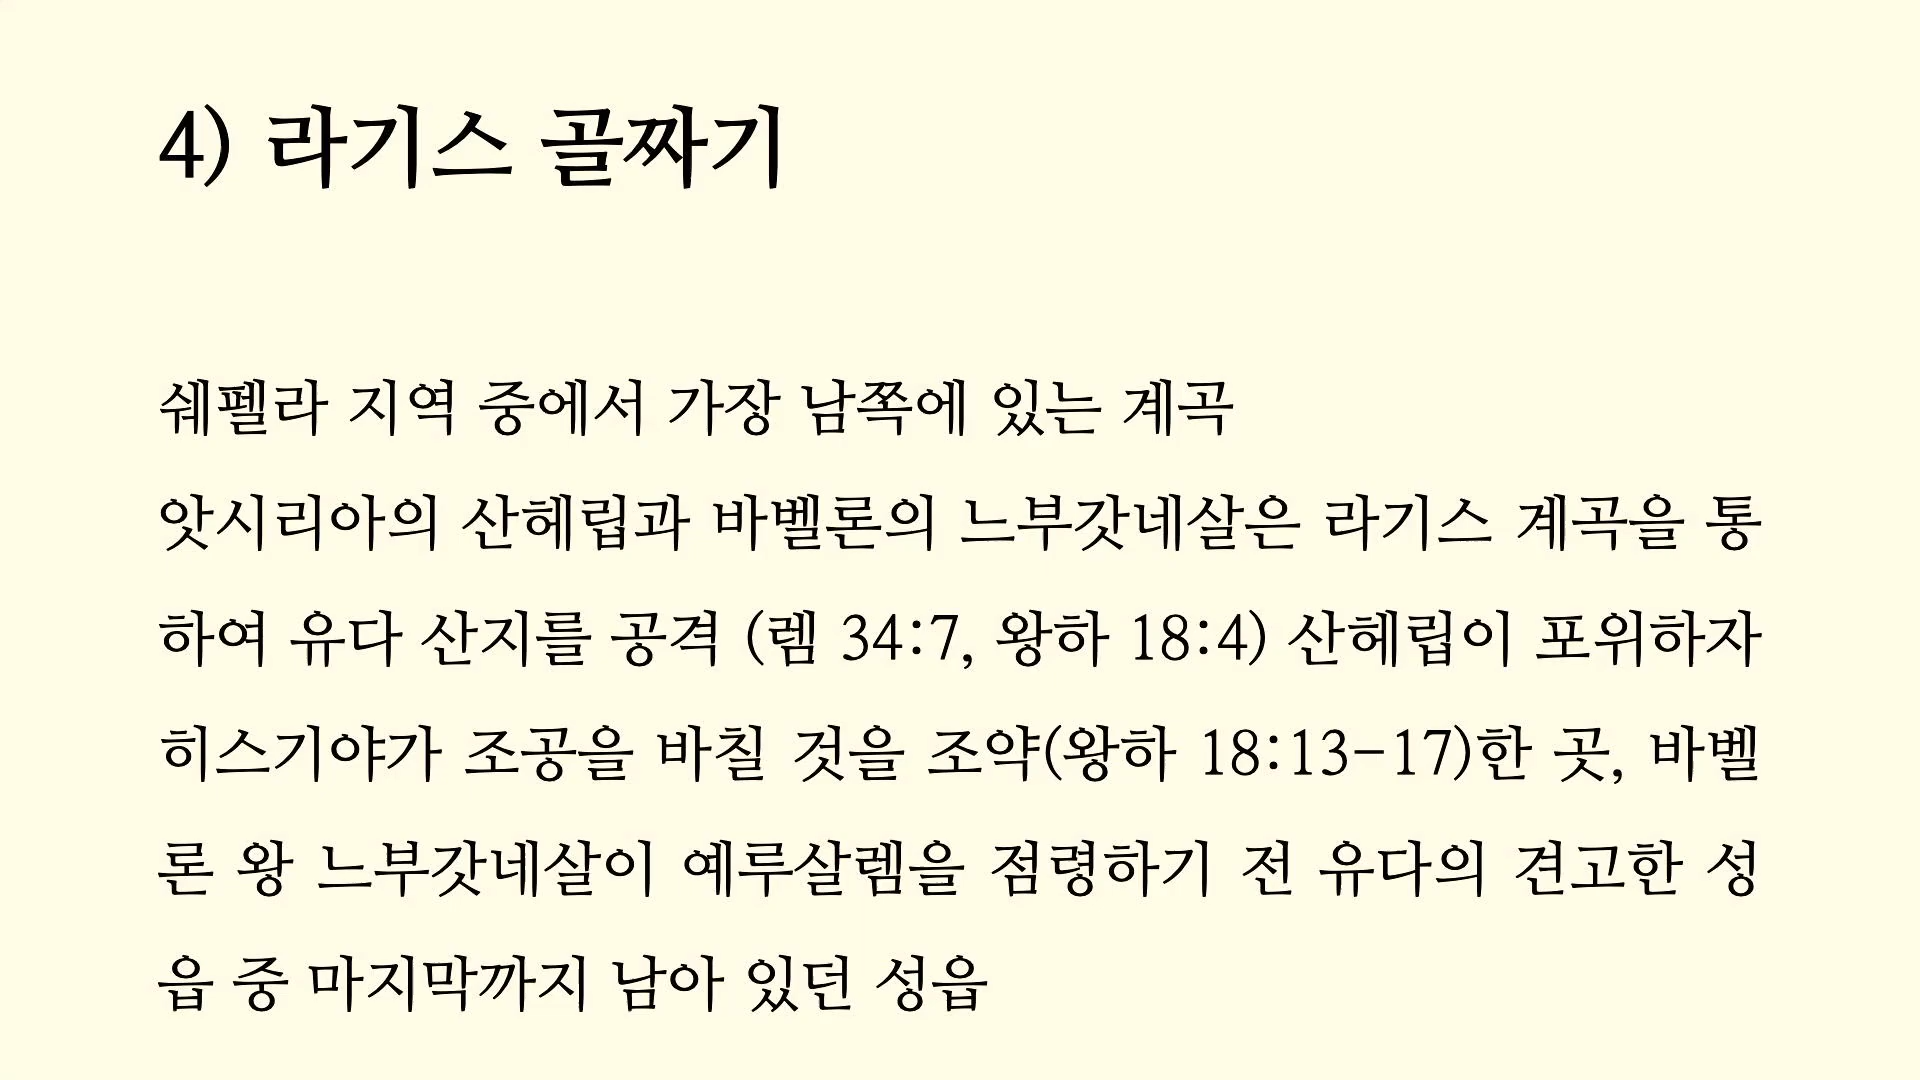 4) 라기스 골짜기
쉐펠라 지역 중에서 가장 남쪽에 있는 계곡
앗시리아의 산헤립과 바벨론의 느부갓네살은 라기스 계곡을 통
하여 유다 산지를 공격 (렘 34:7, 왕하 18:4) 산헤립이 포위하자
히스기야가 조공을 바칠 것을 조약(왕하 18:13-17)한 곳, 바벨
론 왕 느부갓네살이 예루살렘을 점령하기 전 유다의 견고한 성
읍 중 마지막까지 남아 있던 성읍